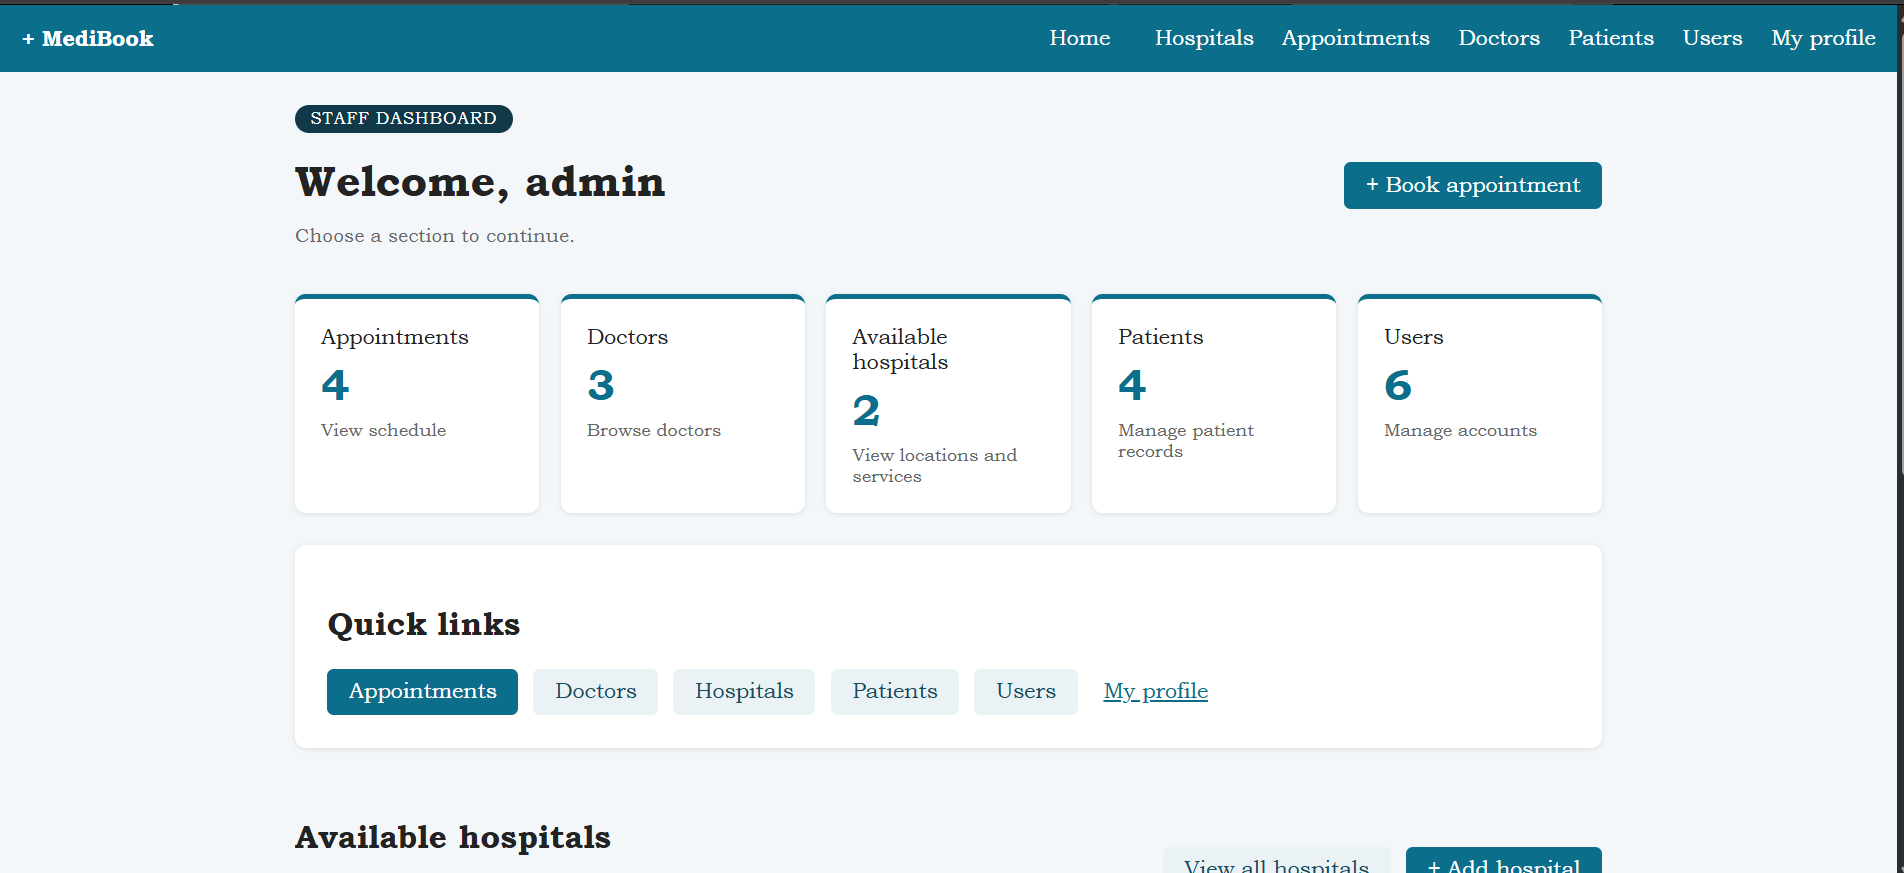 + MediBook
Home Hospitals Appointments Doctors Patients Users My profile
STAFF DASHBOARD
Welcome, admin
+ Book appointment
Choose a section to continue.
Appointments
4
View schedule
Doctors
3
Browse doctors
Available
hospitals
2
View locations and
services
Patients
4
Manage patient
records
Users
6
Manage accounts
Quick links
Appointments Doctors Hospitals Patients Users My profile
Available hospitals
View all hospitals + Add hospital